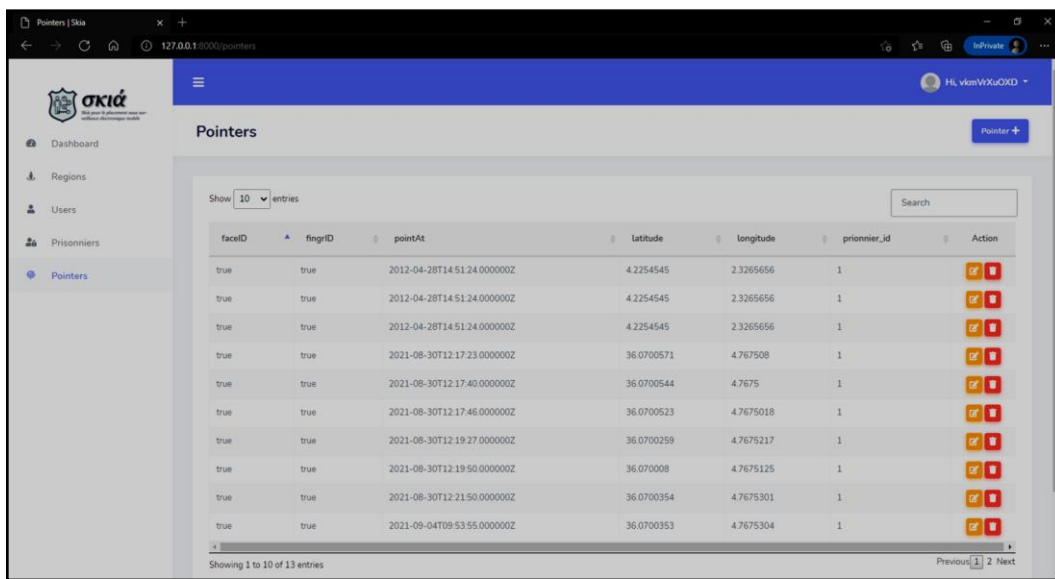 Pointers | Skia
127.0.0.1:8000/pointers
InPrivate
σκιά
Hi, vkmVrXuOXD
Dashboard
Regions
Users
Prisonniers
Pointers
Pointers
Pointer +
Show 10 entries
Search
faceID fingrID pointAt latitude longitude prionnier_id Action
true true 2012-04-28T14:51:24.000000Z 4.2254545 2.3265656 1
true true 2012-04-28T14:51:24.000000Z 4.2254545 2.3265656 1
true true 2012-04-28T14:51:24.000000Z 4.2254545 2.3265656 1
true true 2021-08-30T12:17:23.000000Z 36.0700571 4.767508 1
true true 2021-08-30T12:17:40.000000Z 36.0700544 4.7675 1
true true 2021-08-30T12:17:46.000000Z 36.0700523 4.7675018 1
true true 2021-08-30T12:19:27.000000Z 36.0700259 4.7675217 1
true true 2021-08-30T12:19:50.000000Z 36.070008 4.7675125 1
true true 2021-08-30T12:21:50.000000Z 36.0700354 4.7675301 1
true true 2021-09-04T09:53:55.000000Z 36.0700353 4.7675304 1
Showing 1 to 10 of 13 entries
Previous 1 2 Next